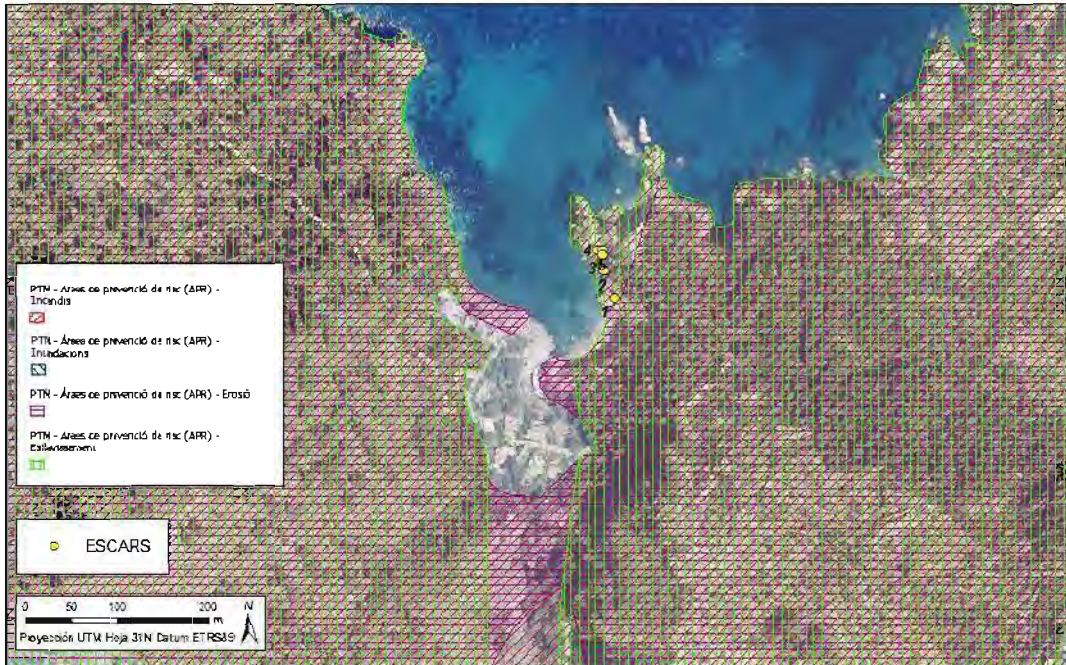 PTM - Àrees de prevenció de risc (APR) -
Incendis
PTM - Àrees de prevenció de risc (APR) -
Inundacions
PTM - Àrees de prevenció de risc (APR) - Erosió
PTM - Àrees de prevenció de risc (APR) -
Esllavissament
4
3
2
1
ESCARS
0 50 100 200
m
N
Proyección UTM Hoja 31N Datum ETRS89